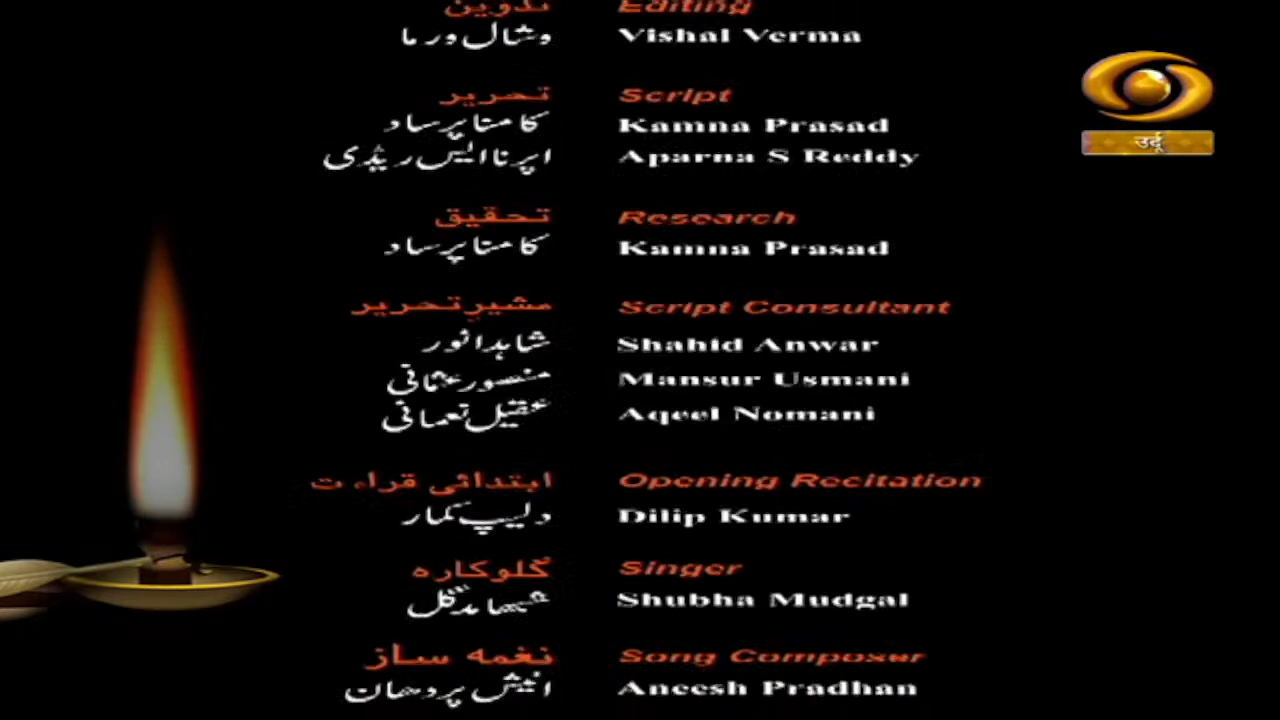 تدوین Editing
وشال ورما Vishal Verma
تحریر Script
کامنا پرساد Kamna Prasad
اپرنا ایس ریڈی Aparna S Reddy
تحقیق Research
کامنا پرساد Kamna Prasad
مشیرِ تحریر Script Consultant
شاہد انور Shahid Anwar
منصور عثمانی Mansur Usmani
عقیل نعمانی Aqeel Nomani
ابتدائی قراءت Opening Recitation
دلیپ کمار Dilip Kumar
گلوکارہ Singer
شبھا مدگل Shubha Mudgal
نغمہ ساز Song Composer
انیش پردھان Aneesh Pradhan
उर्दू